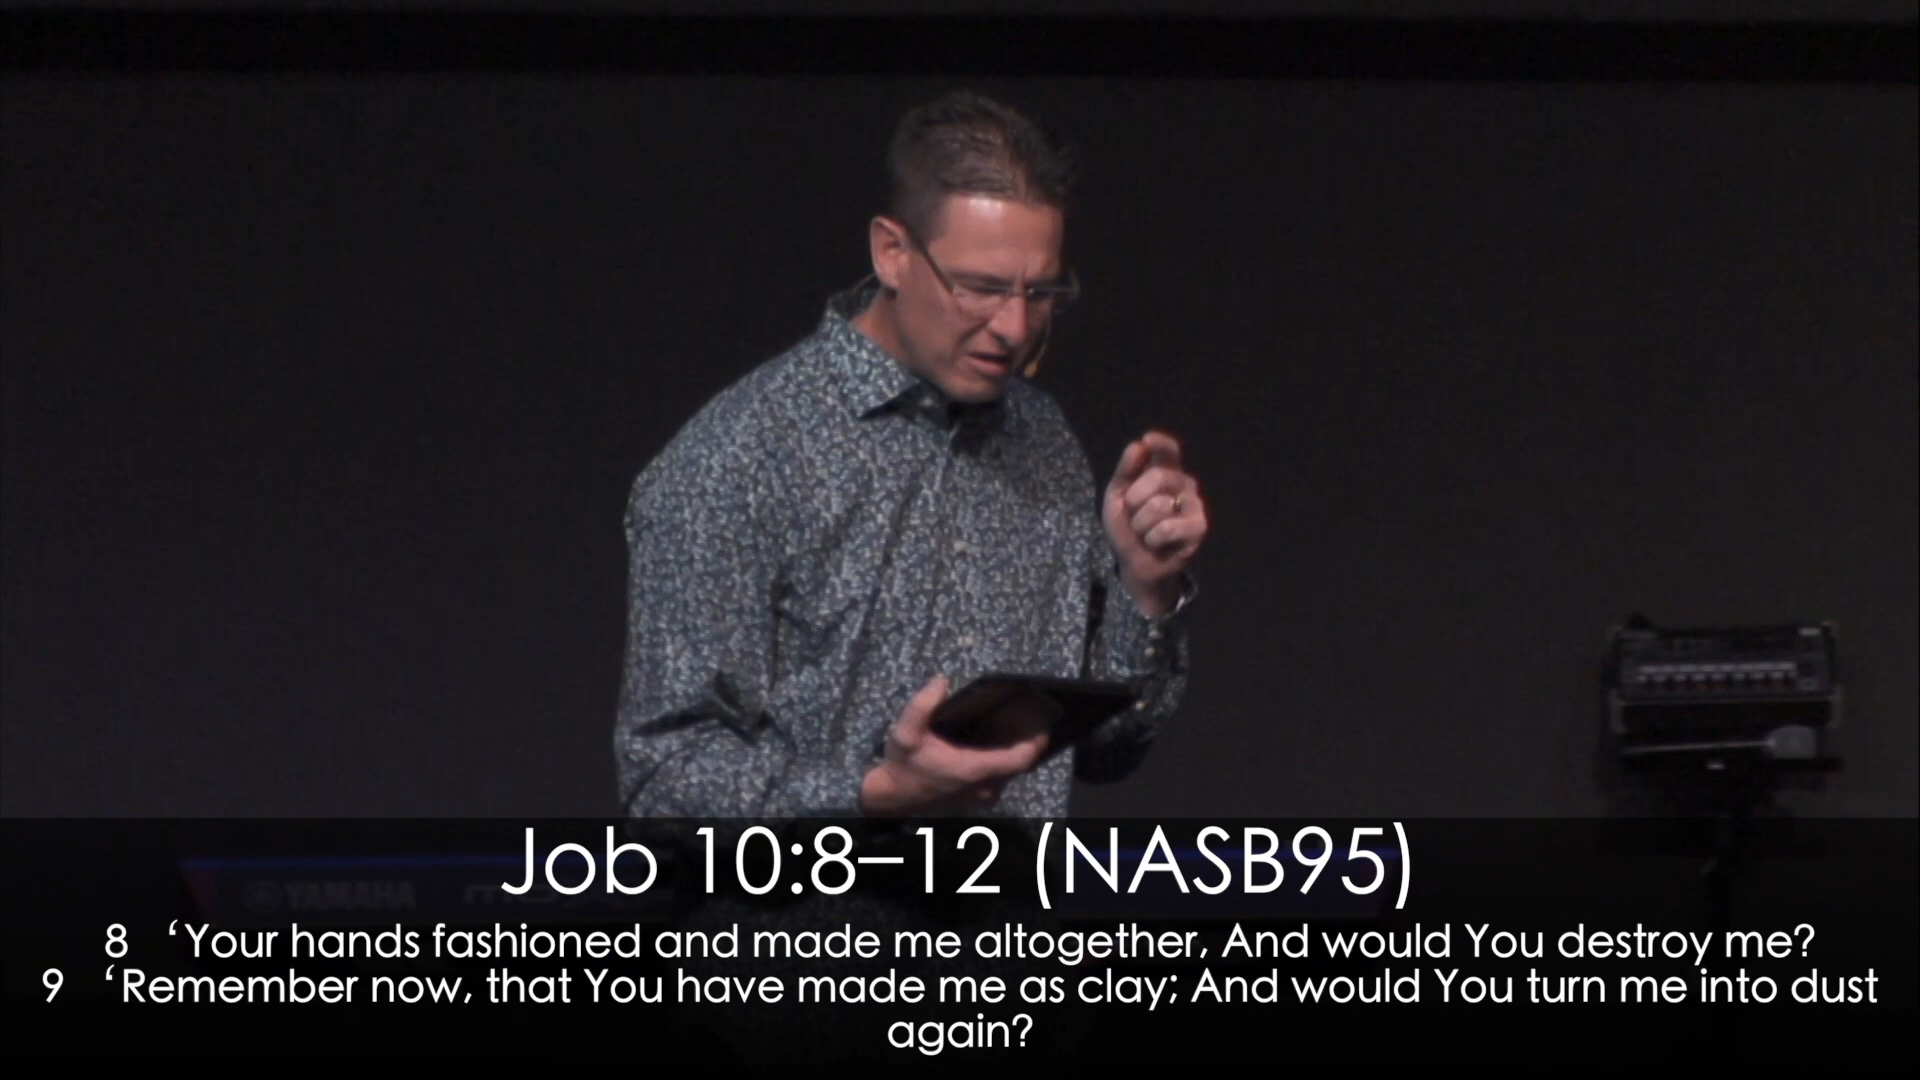 Job 10:8–12 (NASB95)
8 ‘Your hands fashioned and made me altogether, And would You destroy me?
9 ‘Remember now, that You have made me as clay; And would You turn me into dust
again?
YAMAHA